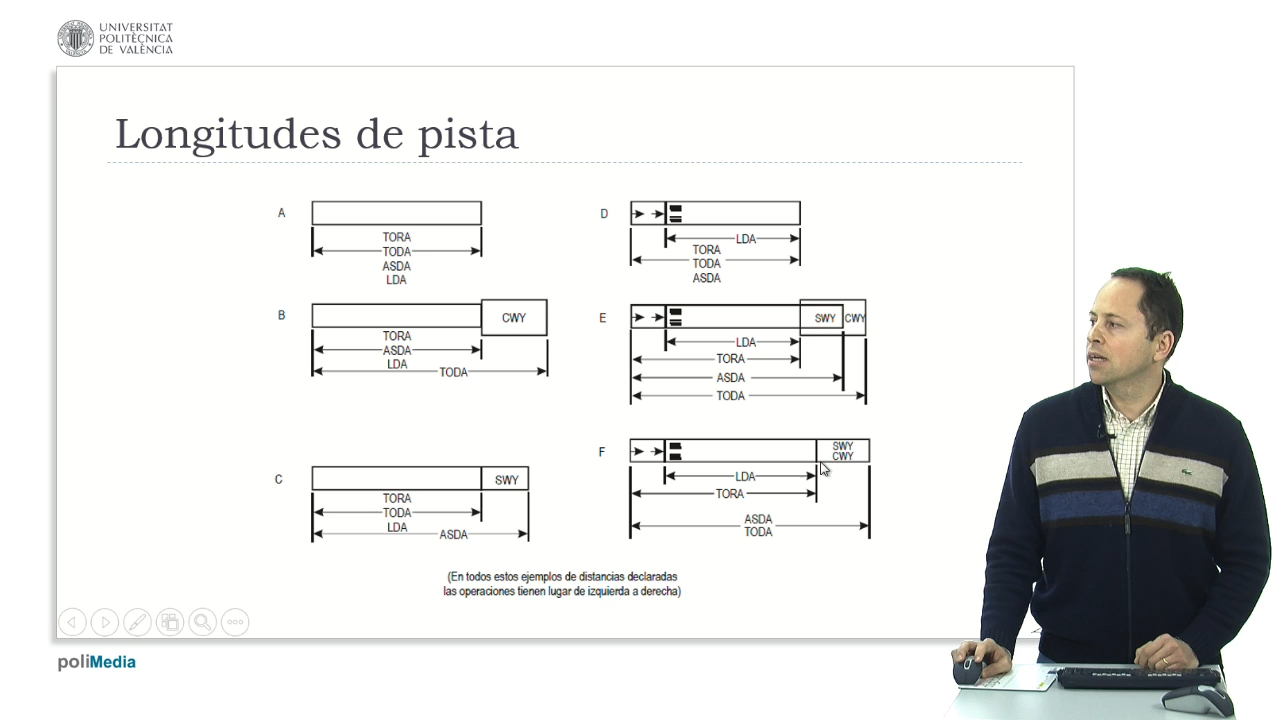 UNIVERSITAT
POLITÈCNICA
DE VALÈNCIA
Longitudes de pista
A
TORA
TODA
ASDA
LDA
B
CWY
TORA
ASDA
LDA
TODA
C
SWY
TORA
TODA
LDA
ASDA
D
LDA
TORA
TODA
ASDA
E
SWY
CWY
LDA
TORA
ASDA
TODA
F
SWY
CWY
LDA
TORA
ASDA
TODA
(En todos estos ejemplos de distancias declaradas
las operaciones tienen lugar de izquierda a derecha)
poliMedia